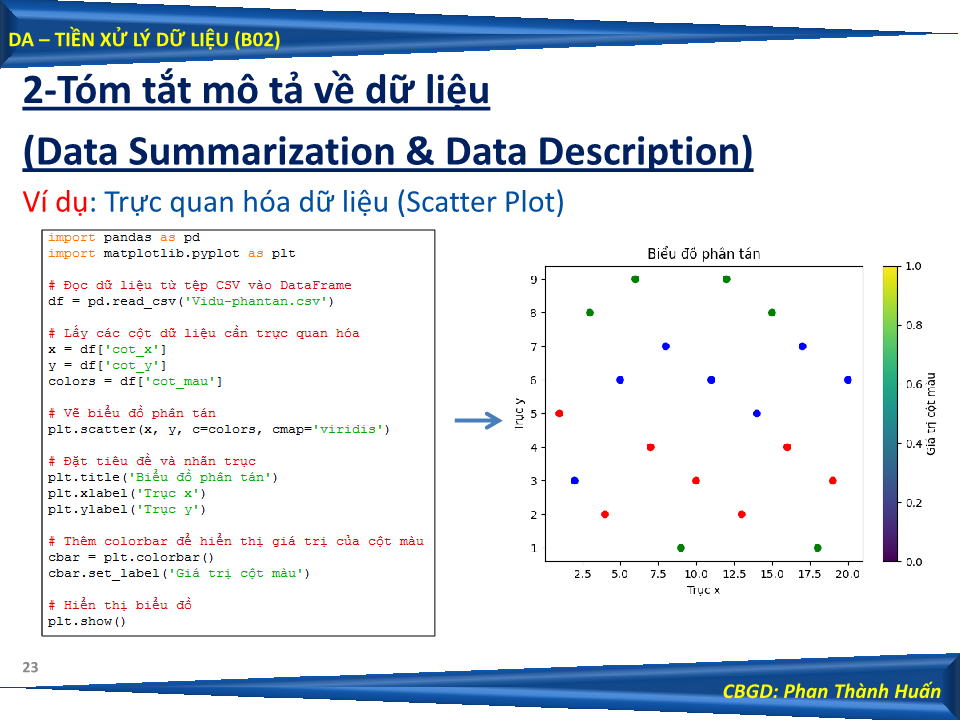 DA – TIỀN XỬ LÝ DỮ LIỆU (B02)
2-Tóm tắt mô tả về dữ liệu
(Data Summarization & Data Description)
Ví dụ: Trực quan hóa dữ liệu (Scatter Plot)
import pandas as pd
import matplotlib.pyplot as plt
# Đọc dữ liệu từ tệp CSV vào DataFrame
df = pd.read_csv('Vidu-phantan.csv')
# Lấy các cột dữ liệu cần trực quan hóa
x = df['cot_x']
y = df['cot_y']
colors = df['cot_mau']
# Vẽ biểu đồ phân tán
plt.scatter(x, y, c=colors, cmap='viridis')
# Đặt tiêu đề và nhãn trục
plt.title('Biểu đồ phân tán')
plt.xlabel('Trục x')
plt.ylabel('Trục y')
# Thêm colorbar để hiển thị giá trị của cột màu
cbar = plt.colorbar()
cbar.set_label('Giá trị cột màu')
# Hiển thị biểu đồ
plt.show()
Biểu đồ phân tán
Trục y
9
8
7
6
5
4
3
2
1
2.5 5.0 7.5 10.0 12.5 15.0 17.5 20.0
Trục x
1.0
0.8
0.6
0.4
0.2
0.0
Giá trị cột màu
23
CBGD: Phan Thành Huấn